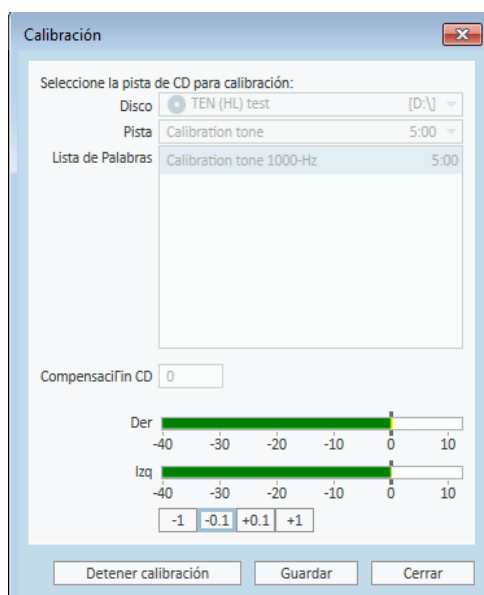 Calibración
Seleccione la pista de CD para calibración:
Disco TEN (HL) test [D:\]
Pista Calibration tone 5:00
Lista de Palabras Calibration tone 1000-Hz 5:00
CompensaciΓin CD 0
Der
-40 -30 -20 -10 0 10
Izq
-40 -30 -20 -10 0 10
-1 -0.1 +0.1 +1
Detener calibración Guardar Cerrar